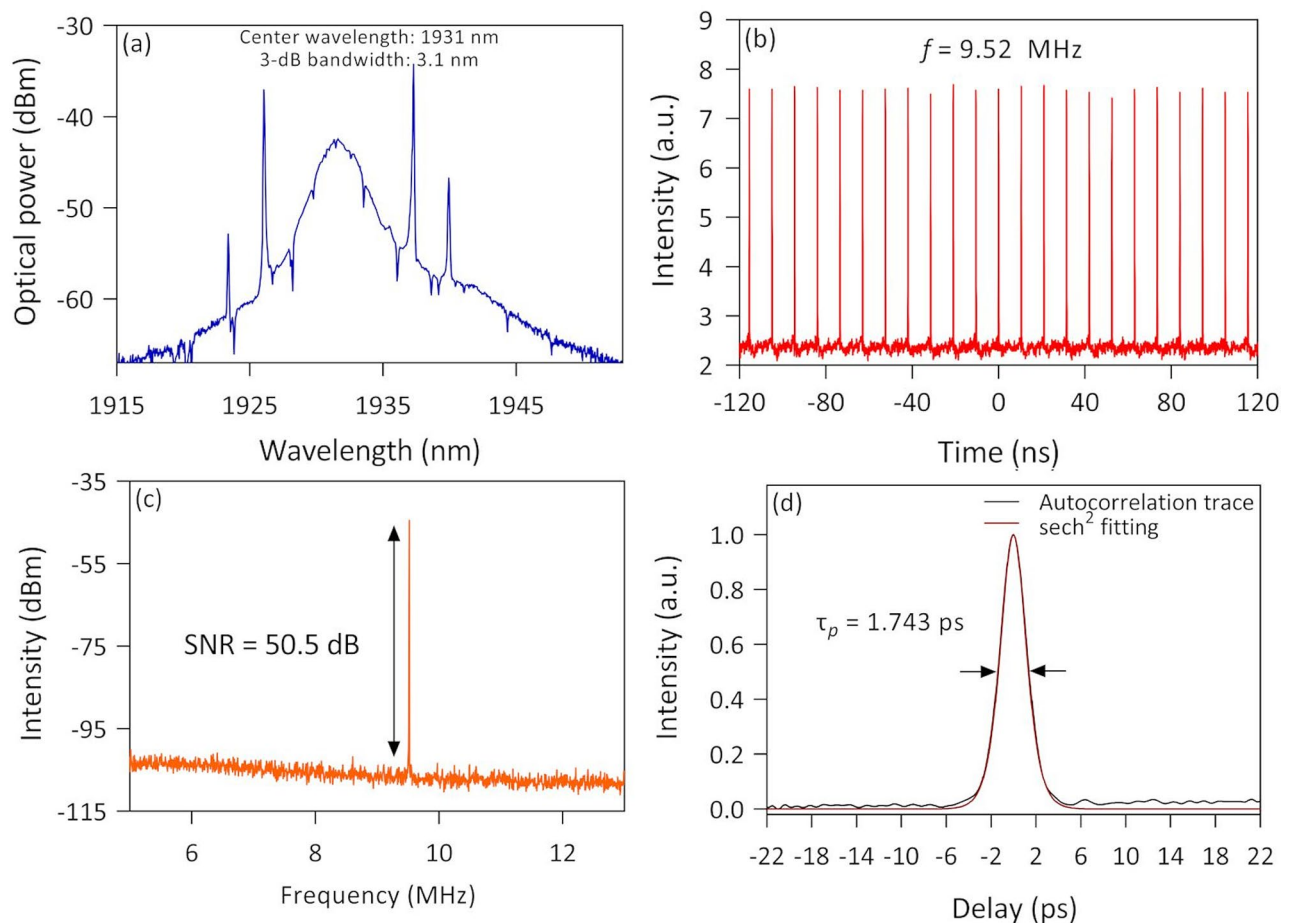 (a)
Center wavelength: 1931 nm
3-dB bandwidth: 3.1 nm
-30
-40
-50
-60
Optical power (dBm)
1915
1925
1935
1945
Wavelength (nm)
(b)
f = 9.52 MHz
9
8
7
6
5
4
3
2
Intensity (a.u.)
-120
-80
-40
0
40
80
120
Time (ns)
(c)
SNR = 50.5 dB
-35
-55
-75
-95
-115
Intensity (dBm)
6
8
10
12
Frequency (MHz)
(d)
Autocorrelation trace
sech² fitting
τp = 1.743 ps
1.0
0.8
0.6
0.4
0.2
0.0
Intensity (a.u.)
-22
-18
-14
-10
-6
-2
2
6
10
14
18
22
Delay (ps)